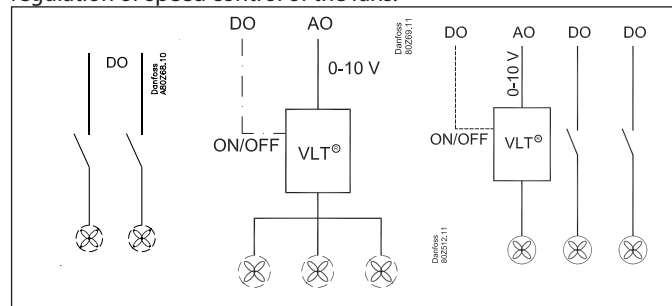 regulation of speed control of the fans.
DO
Danfoss
A80Z68.10
DO
AO
Danfoss
80Z69.11
0-10 V
ON/OFF
VLT®
DO
AO
DO
DO
0-10 V
ON/OFF
VLT®
Danfoss
80Z512.11